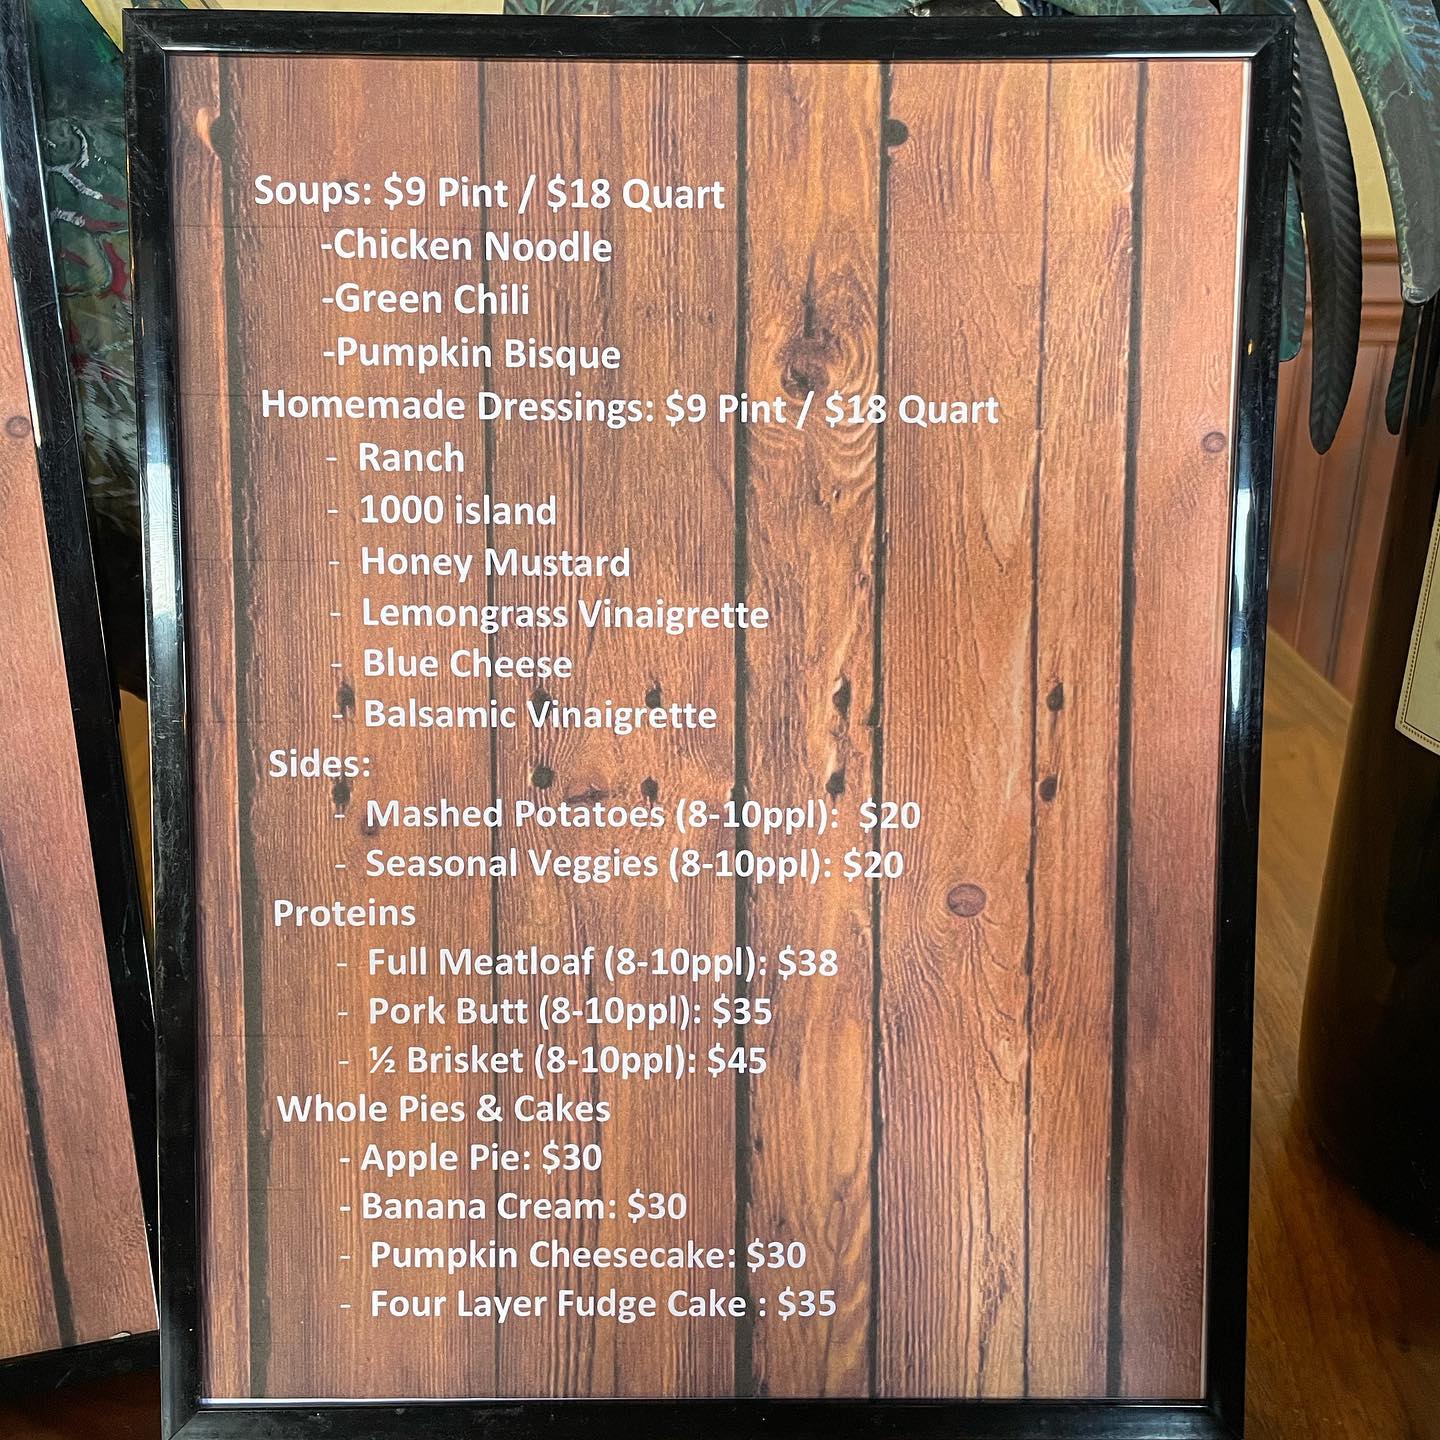 Soups: $9 Pint / $18 Quart
-Chicken Noodle
-Green Chili
-Pumpkin Bisque
Homemade Dressings: $9 Pint / $18 Quart
- Ranch
- 1000 island
- Honey Mustard
- Lemongrass Vinaigrette
- Blue Cheese
- Balsamic Vinaigrette
Sides:
- Mashed Potatoes (8-10ppl): $20
- Seasonal Veggies (8-10ppl): $20
Proteins
- Full Meatloaf (8-10ppl): $38
- Pork Butt (8-10ppl): $35
- ½ Brisket (8-10ppl): $45
Whole Pies & Cakes
- Apple Pie: $30
- Banana Cream: $30
- Pumpkin Cheesecake: $30
- Four Layer Fudge Cake : $35